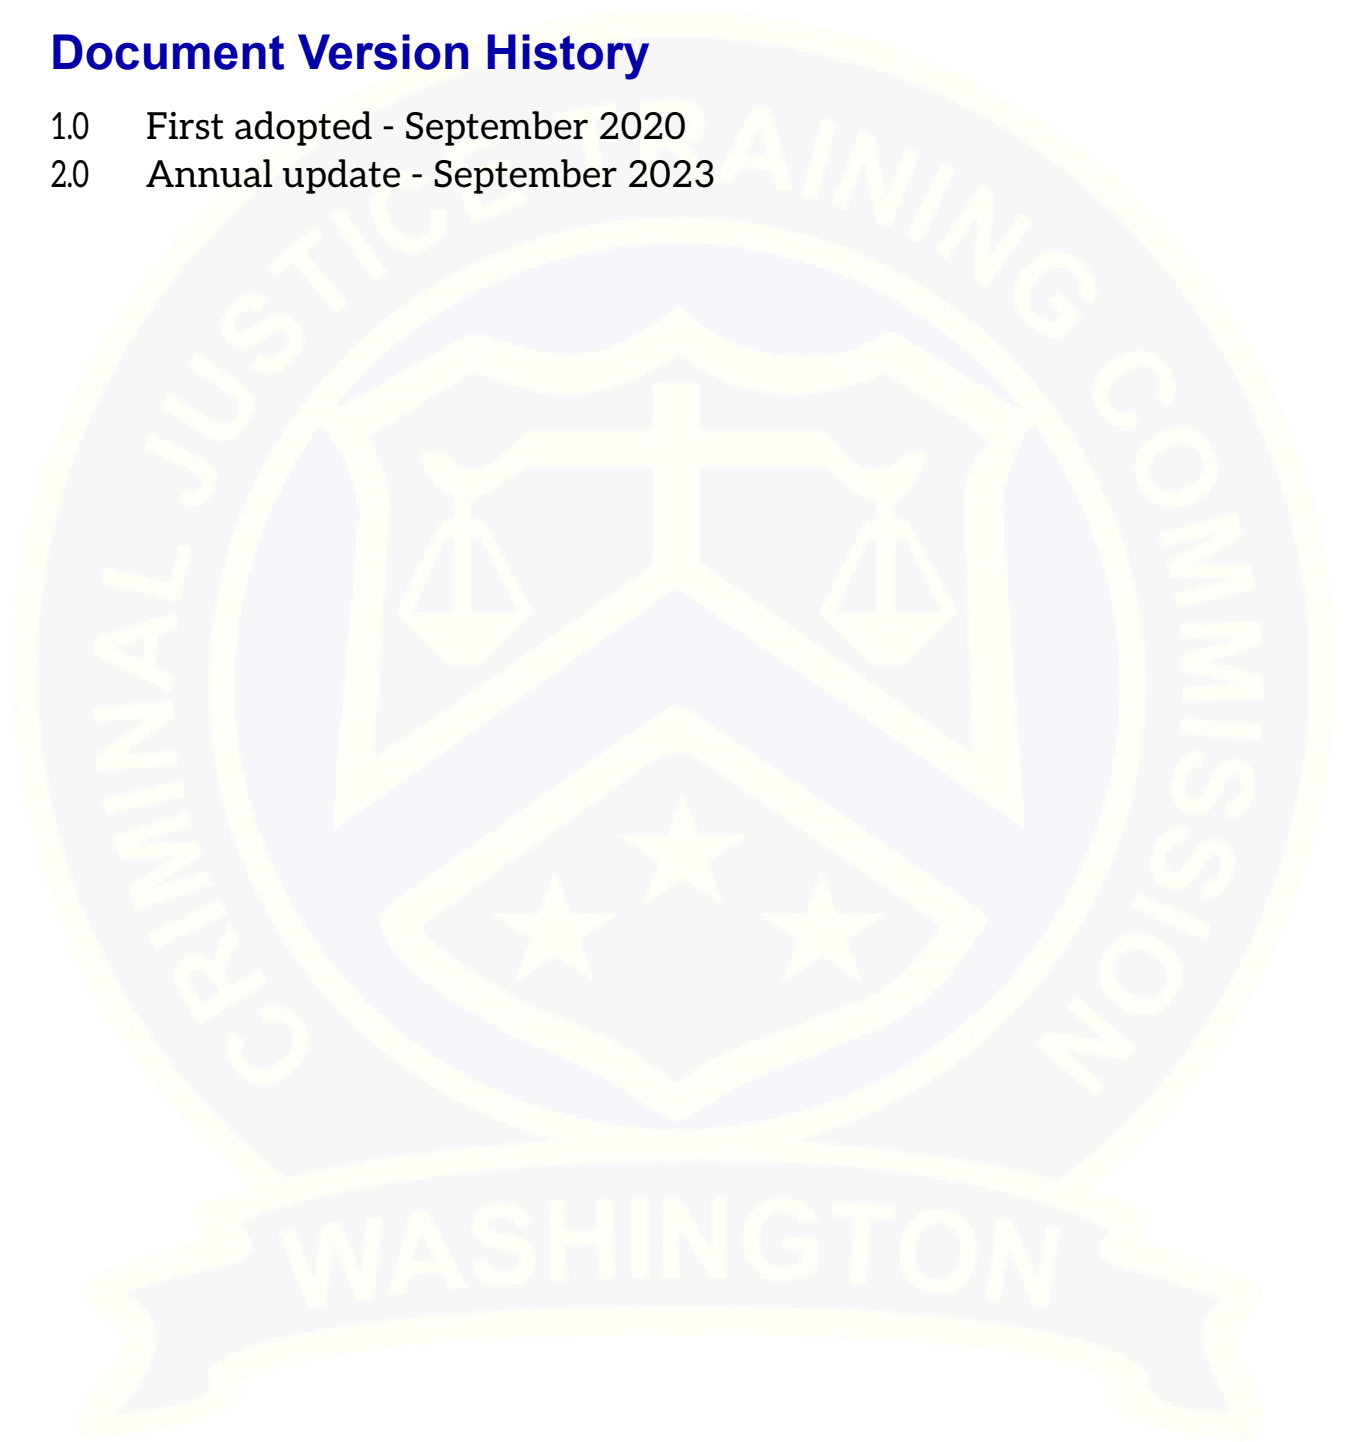 Document Version History
1.0 First adopted - September 2020
2.0 Annual update - September 2023
CRIMINAL JUSTICE TRAINING COMMISSION
WASHINGTON